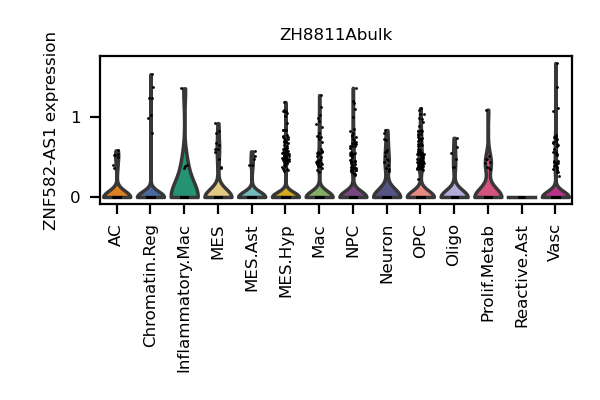 ZH8811Abulk
ZNF582-AS1 expression
1
0
AC
Chromatin.Reg
Inflammatory.Mac
MES
MES.Ast
MES.Hyp
Mac
NPC
Neuron
OPC
Oligo
Prolif.Metab
Reactive.Ast
Vasc